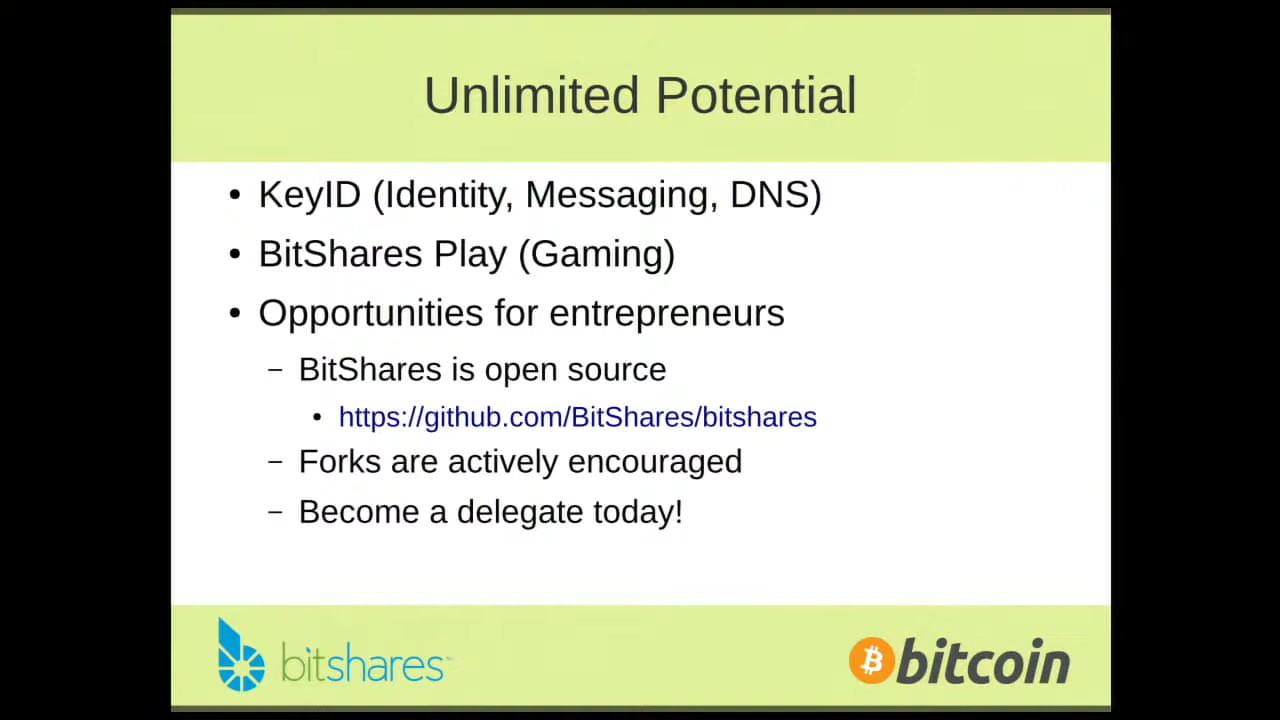 Unlimited Potential
• KeyID (Identity, Messaging, DNS)
• BitShares Play (Gaming)
• Opportunities for entrepreneurs
– BitShares is open source
• https://github.com/BitShares/bitshares
– Forks are actively encouraged
– Become a delegate today!
bitshares
bitcoin